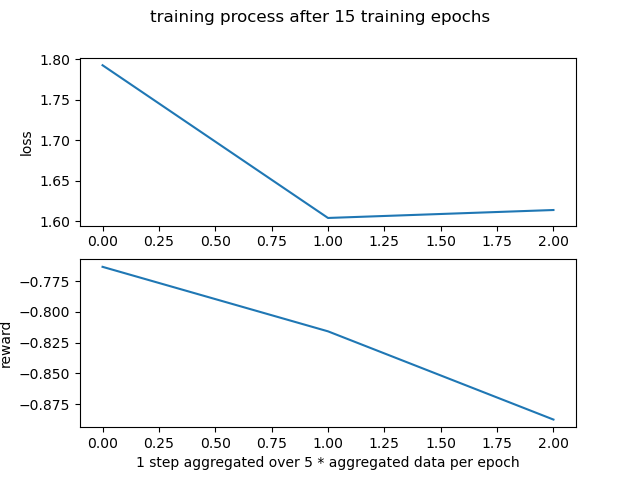 training process after 15 training epochs
1.80
1.75
1.70
1.65
1.60
loss
0.00 0.25 0.50 0.75 1.00 1.25 1.50 1.75 2.00
−0.775
−0.800
−0.825
−0.850
−0.875
reward
0.00 0.25 0.50 0.75 1.00 1.25 1.50 1.75 2.00
1 step aggregated over 5 * aggregated data per epoch